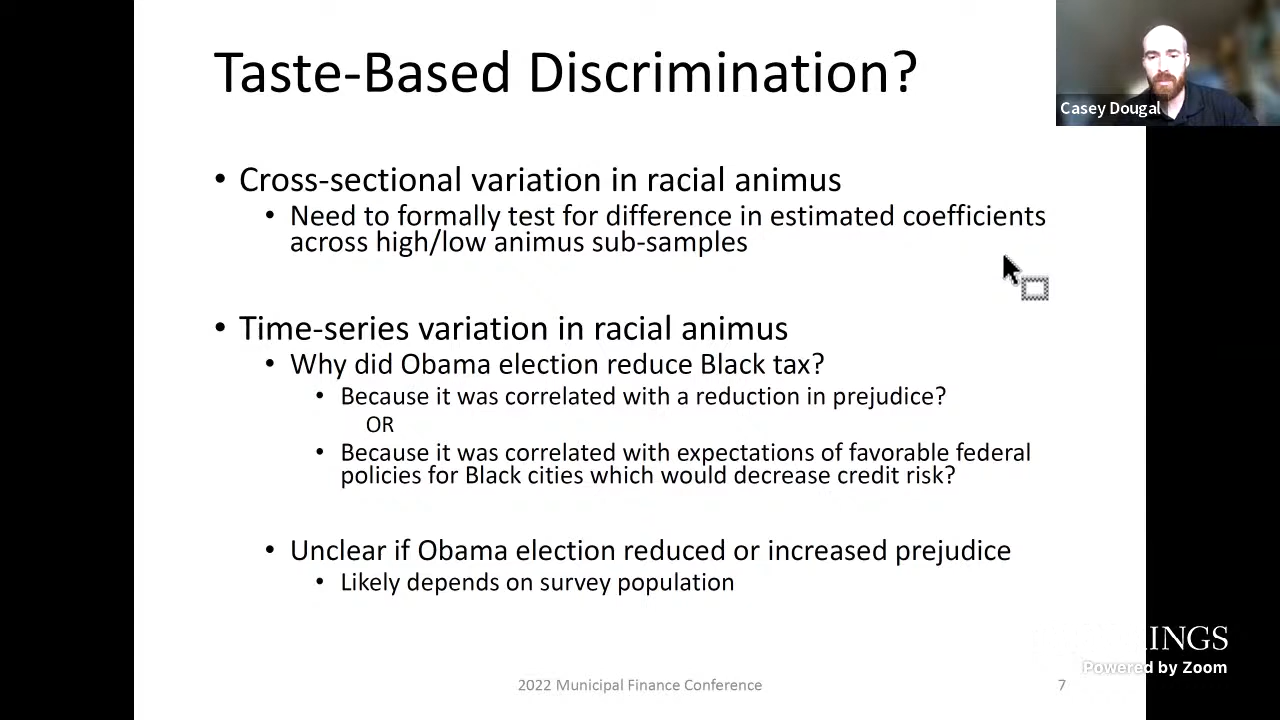 Taste-Based Discrimination?
Casey Dougal
• Cross-sectional variation in racial animus
• Need to formally test for difference in estimated coefficients
across high/low animus sub-samples
• Time-series variation in racial animus
• Why did Obama election reduce Black tax?
• Because it was correlated with a reduction in prejudice?
OR
• Because it was correlated with expectations of favorable federal
policies for Black cities which would decrease credit risk?
• Unclear if Obama election reduced or increased prejudice
• Likely depends on survey population
INGS
Powered by Zoom
2022 Municipal Finance Conference
7